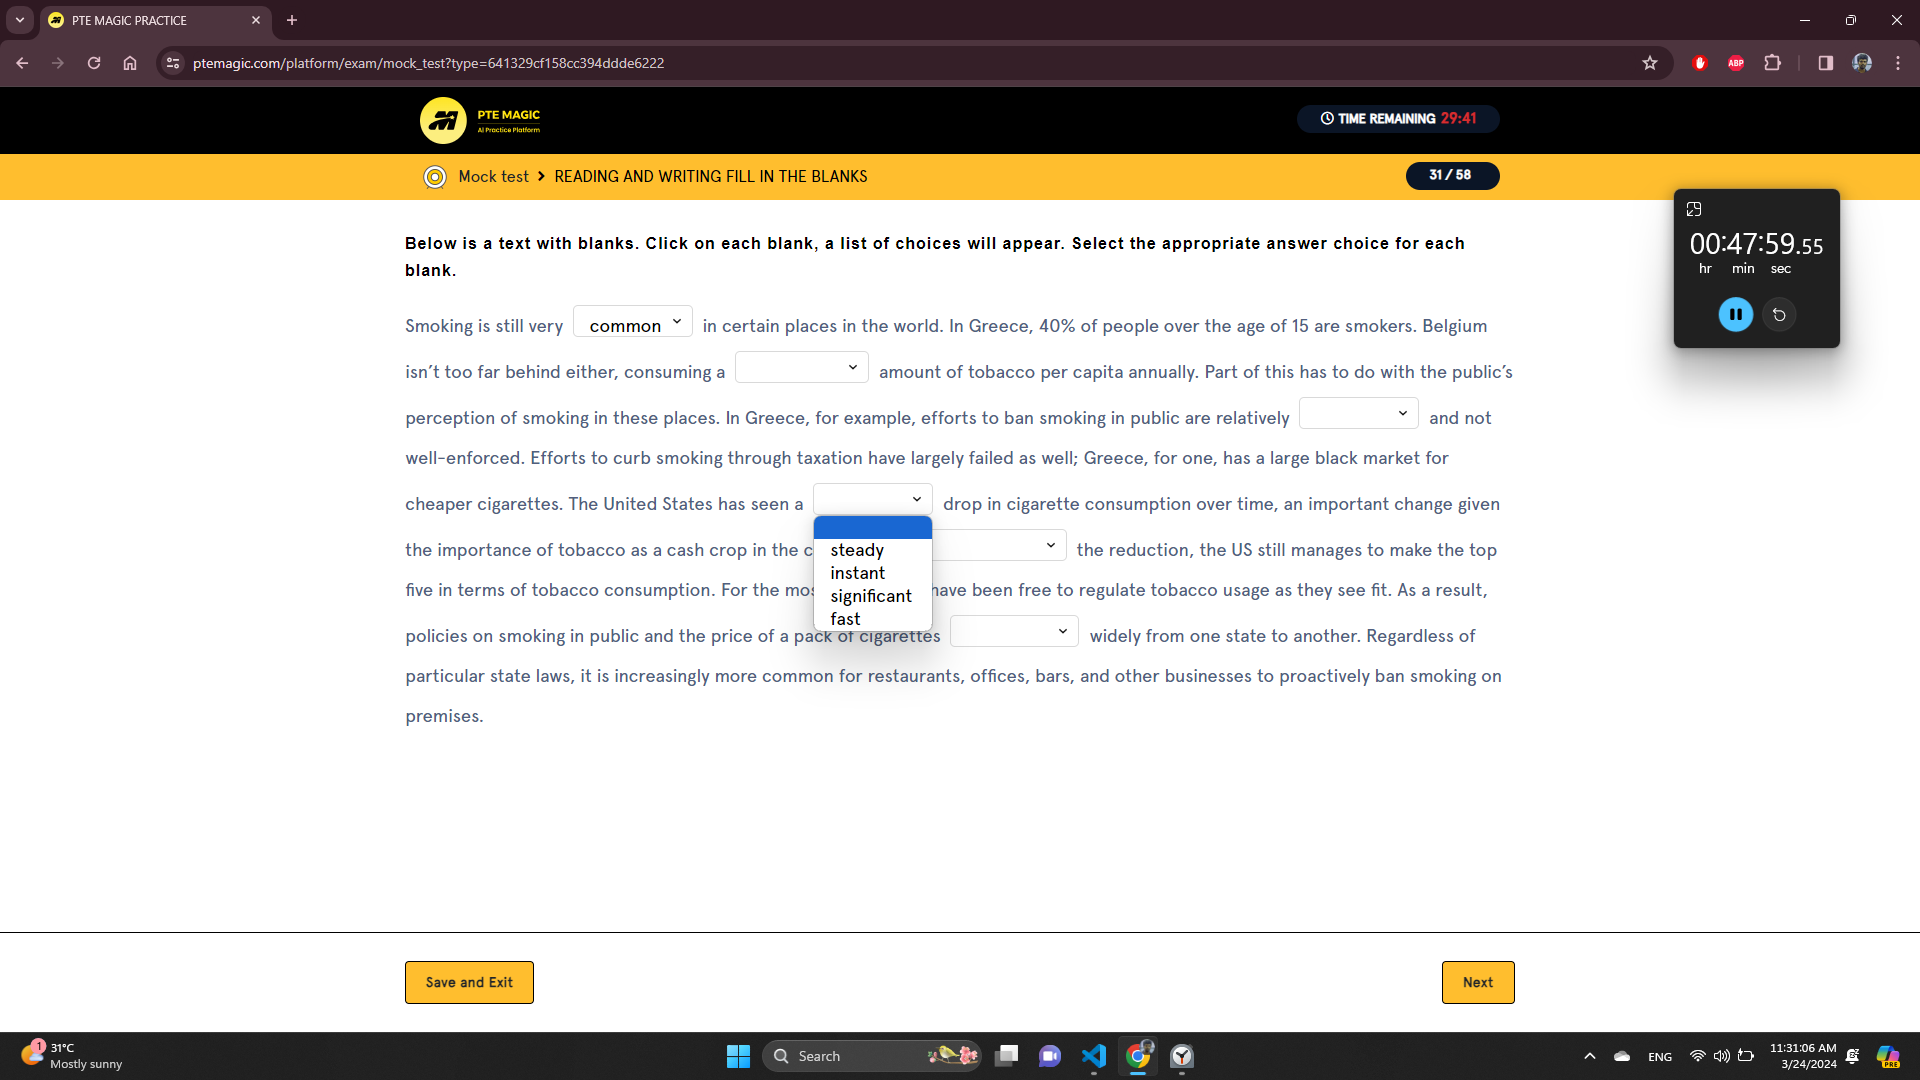 PTE MAGIC PRACTICE
ptemagic.com/platform/exam/mock_test?type=641329cf158cc394ddde6222
ABP
PTE MAGIC
AI Practice Platform
TIME REMAINING 29:41
Mock test > READING AND WRITING FILL IN THE BLANKS
31 / 58
Below is a text with blanks. Click on each blank, a list of choices will appear. Select the appropriate answer choice for each
blank.
00:47:59.55
hr min sec
Smoking is still very common in certain places in the world. In Greece, 40% of people over the age of 15 are smokers. Belgium
isn’t too far behind either, consuming a amount of tobacco per capita annually. Part of this has to do with the public’s
perception of smoking in these places. In Greece, for example, efforts to ban smoking in public are relatively and not
well-enforced. Efforts to curb smoking through taxation have largely failed as well; Greece, for one, has a large black market for
cheaper cigarettes. The United States has seen a drop in cigarette consumption over time, an important change given
the importance of tobacco as a cash crop in the c the reduction, the US still manages to make the top
five in terms of tobacco consumption. For the mos have been free to regulate tobacco usage as they see fit. As a result,
policies on smoking in public and the price of a pack of cigarettes widely from one state to another. Regardless of
particular state laws, it is increasingly more common for restaurants, offices, bars, and other businesses to proactively ban smoking on
premises.
steady
instant
significant
fast
Save and Exit
Next
1
31°C
Mostly sunny
Search
ENG
11:31:06 AM
3/24/2024
PRE